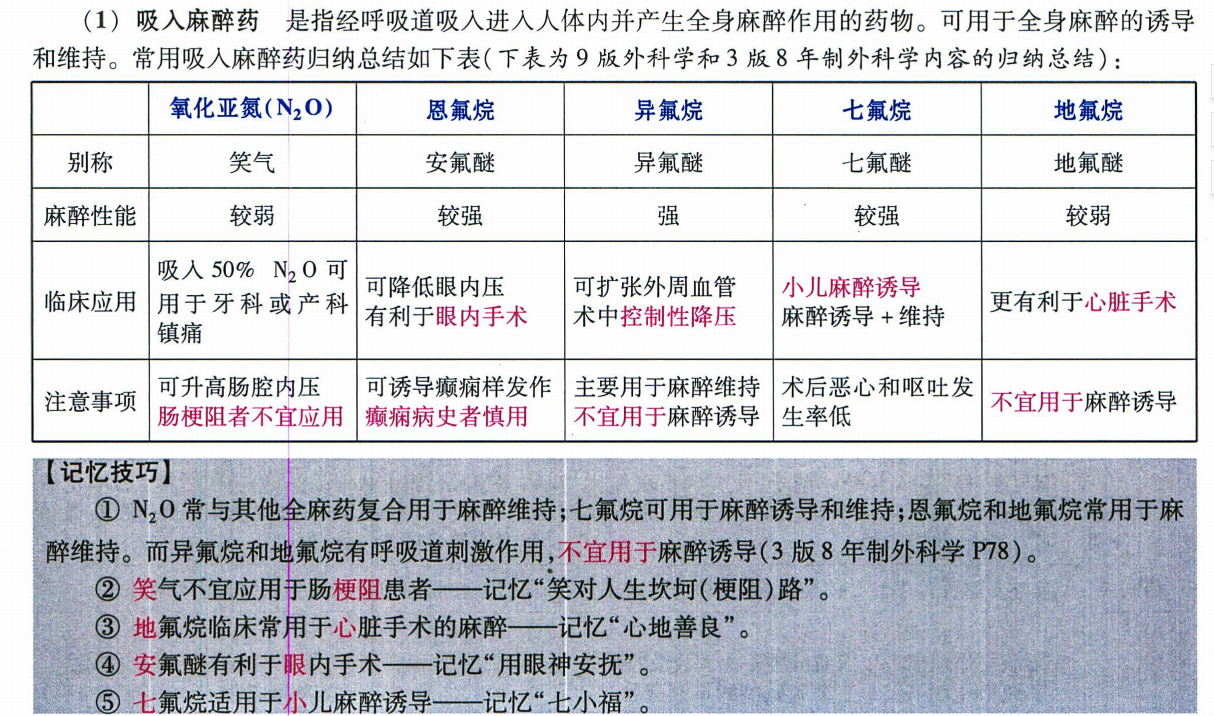 (1) 吸入麻醉药 是指经呼吸道吸入进入人体内并产生全身麻醉作用的药物。可用于全身麻醉的诱导
和维持。常用吸入麻醉药归纳总结如下表(下表为9版外科学和3版8年制外科学内容的归纳总结):
氧化亚氮(N₂O) 恩氟烷 异氟烷 七氟烷 地氟烷
别称 笑气 安氟醚 异氟醚 七氟醚 地氟醚
麻醉性能 较弱 较强 强 较强 较弱
临床应用
吸入50% N₂O可
用于牙科或产科
镇痛
可降低眼内压
有利于眼内手术
可扩张外周血管
术中控制性降压
小儿麻醉诱导
麻醉诱导+维持
更有利于心脏手术
注意事项
可升高肠腔内压
肠梗阻者不宜应用
可诱导癫痫样发作
癫痫病史者慎用
主要用于麻醉维持
不宜用于麻醉诱导
术后恶心和呕吐发
生率低
不宜用于麻醉诱导
【记忆技巧】
① N₂O常与其他全麻药复合用于麻醉维持;七氟烷可用于麻醉诱导和维持;恩氟烷和地氟烷常用于麻
醉维持。而异氟烷和地氟烷有呼吸道刺激作用,不宜用于麻醉诱导(3版8年制外科学P78)。
② 笑气不宜应用于肠梗阻患者——记忆“笑对人生坎坷(梗阻)路”。
③ 地氟烷临床常用于心脏手术的麻醉——记忆“心地善良”。
④ 安氟醚有利于眼内手术——记忆“用眼神安抚”。
⑤ 七氟烷适用于小儿麻醉诱导——记忆“七小福”。